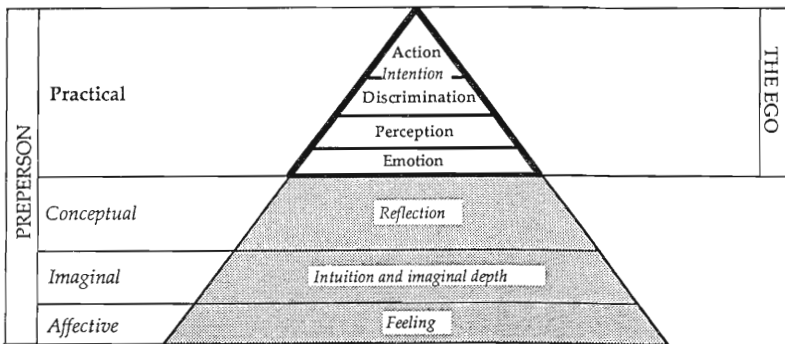 Action
Intention
Practical
Discrimination
Perception
Emotion
THE EGO
PREPERSON
Conceptual
Reflection
Imaginal
Intuition and imaginal depth
Affective
Feeling